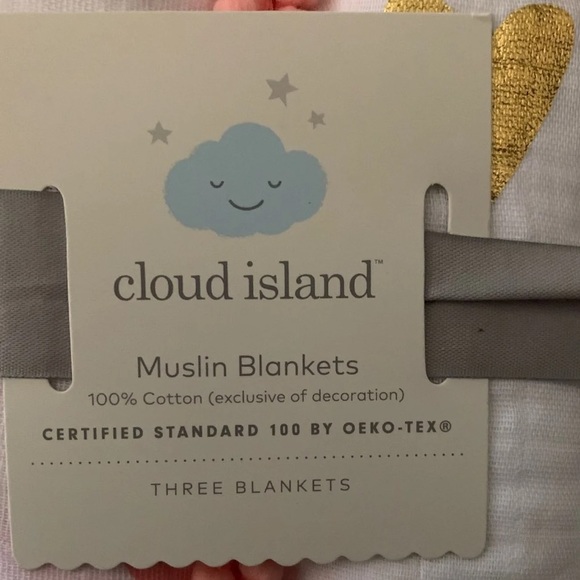 cloud island™
Muslin Blankets
100% Cotton (exclusive of decoration)
CERTIFIED STANDARD 100 BY OEKO-TEX®
THREE BLANKETS